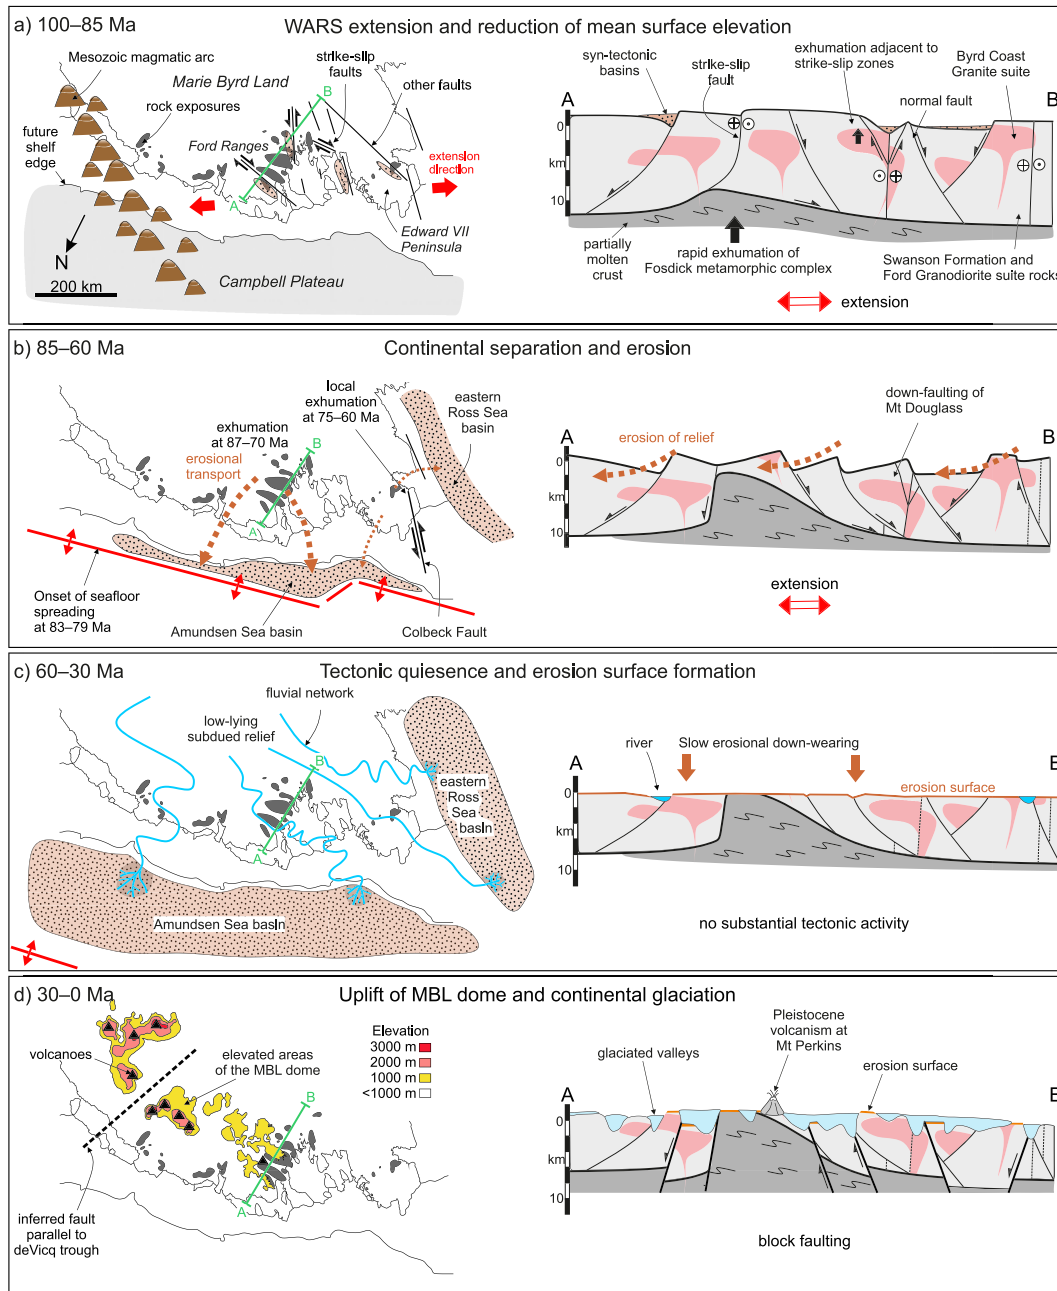 a) 100–85 Ma
WARS extension and reduction of mean surface elevation
Mesozoic magmatic arc
Marie Byrd Land
strike-slip
faults
other faults
rock exposures
future
shelf
edge
Ford Ranges
B
A
extension
direction
Edward VII
Peninsula
N
200 km
Campbell Plateau
syn-tectonic
basins
strike-slip
fault
exhumation adjacent to
strike-slip zones
normal fault
Byrd Coast
Granite suite
A
B
0
km
10
partially
molten
crust
rapid exhumation of
Fosdick metamorphic complex
Swanson Formation and
Ford Granodiorite suite rocks
extension
b) 85–60 Ma
Continental separation and erosion
local
exhumation
at 75–60 Ma
eastern
Ross Sea
basin
exhumation
at 87–70 Ma
erosional
transport
B
A
Onset of seafloor
spreading
at 83–79 Ma
Amundsen Sea basin
Colbeck Fault
down-faulting of
Mt Douglass
A
B
erosion of relief
0
km
10
extension
c) 60–30 Ma
Tectonic quiesence and erosion surface formation
fluvial network
low-lying
subdued relief
B
A
eastern
Ross
Sea
basin
Amundsen Sea basin
river
Slow erosional down-wearing
A
B
erosion surface
0
km
10
no substantial tectonic activity
d) 30–0 Ma
Uplift of MBL dome and continental glaciation
volcanoes
elevated areas
of the MBL dome
Elevation
3000 m
2000 m
1000 m
<1000 m
B
A
inferred fault
parallel to
deVicq trough
Pleistocene
volcanism at
Mt Perkins
glaciated valleys
erosion surface
A
B
0
km
10
block faulting